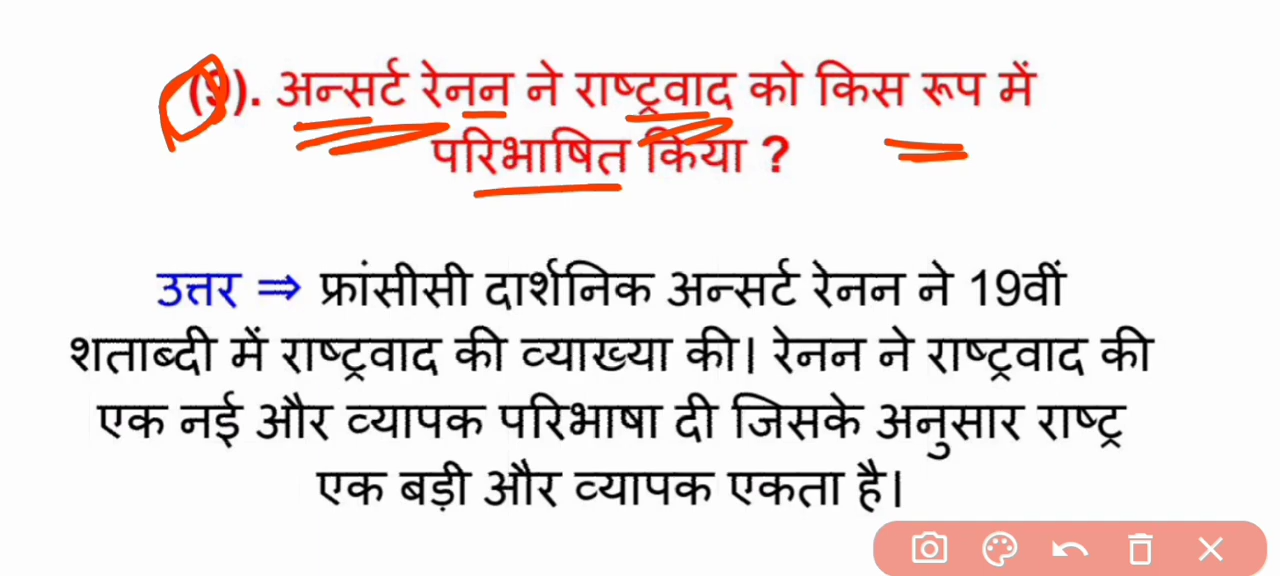 (9). अन्सर्ट रेनन ने राष्ट्रवाद को किस रूप में
परिभाषित किया ?
उत्तर ⇒ फ्रांसीसी दार्शनिक अन्सर्ट रेनन ने 19वीं
शताब्दी में राष्ट्रवाद की व्याख्या की। रेनन ने राष्ट्रवाद की
एक नई और व्यापक परिभाषा दी जिसके अनुसार राष्ट्र
एक बड़ी और व्यापक एकता है।